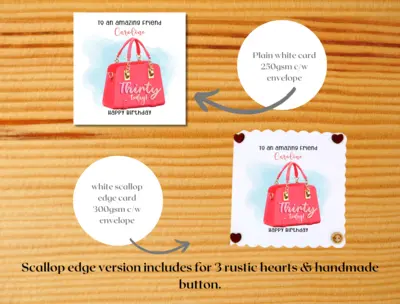 To an amazing friend
Caroline
Thirty
today!
Happy Birthday
Plain white card
250gsm c/w
envelope
white scallop
edge card
300gsm c/w
envelope
To an amazing friend
Caroline
Thirty
today!
Happy Birthday
Scallop edge version includes for 3 rustic hearts & handmade
button.